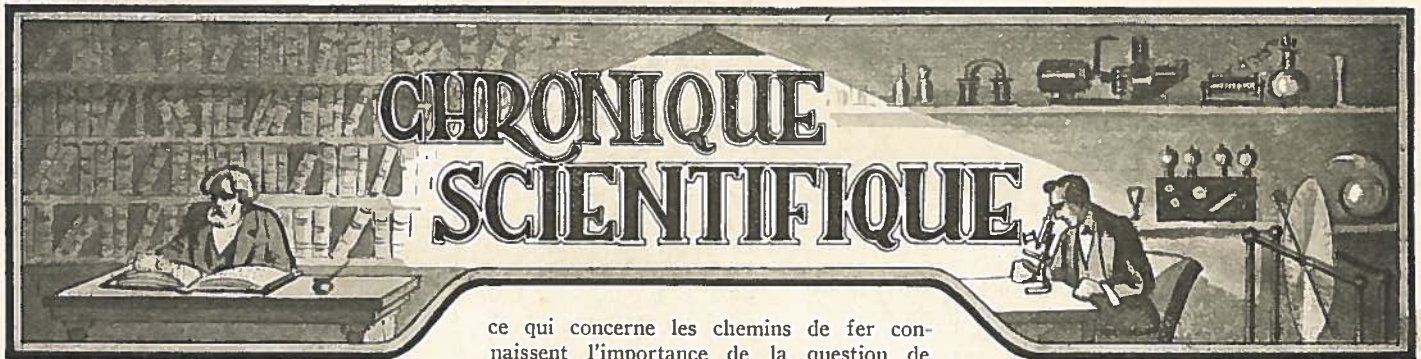 CHRONIQUE
SCIENTIFIQUE
ce qui concerne les chemins de fer con-
naissent l'importance de la question de